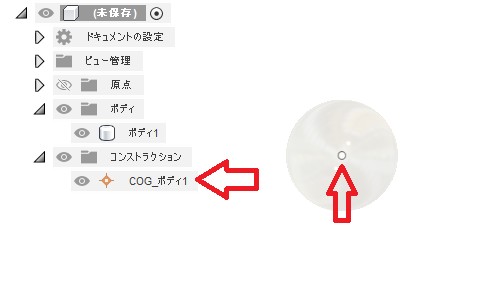 (未保存)
ドキュメントの設定
ビュー管理
原点
ボディ
ボディ1
コンストラクション
COG_ボディ1